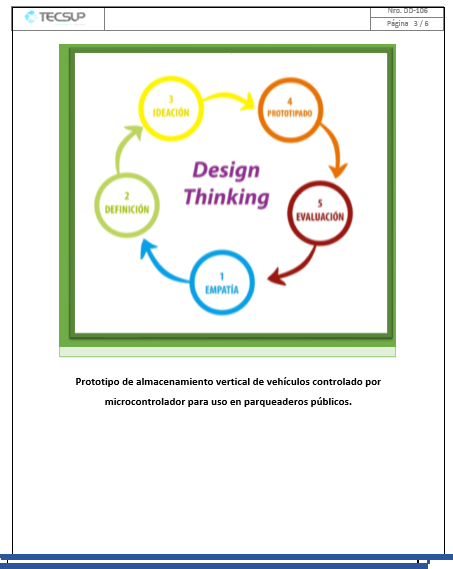 TECSUP
Nro. DD-106
Página 3 / 6
3
IDEACIÓN
4
PROTOTIPADO
Design
Thinking
2
DEFINICIÓN
5
EVALUACIÓN
1
EMPATÍA
Prototipo de almacenamiento vertical de vehículos controlado por
microcontrolador para uso en parqueaderos públicos.